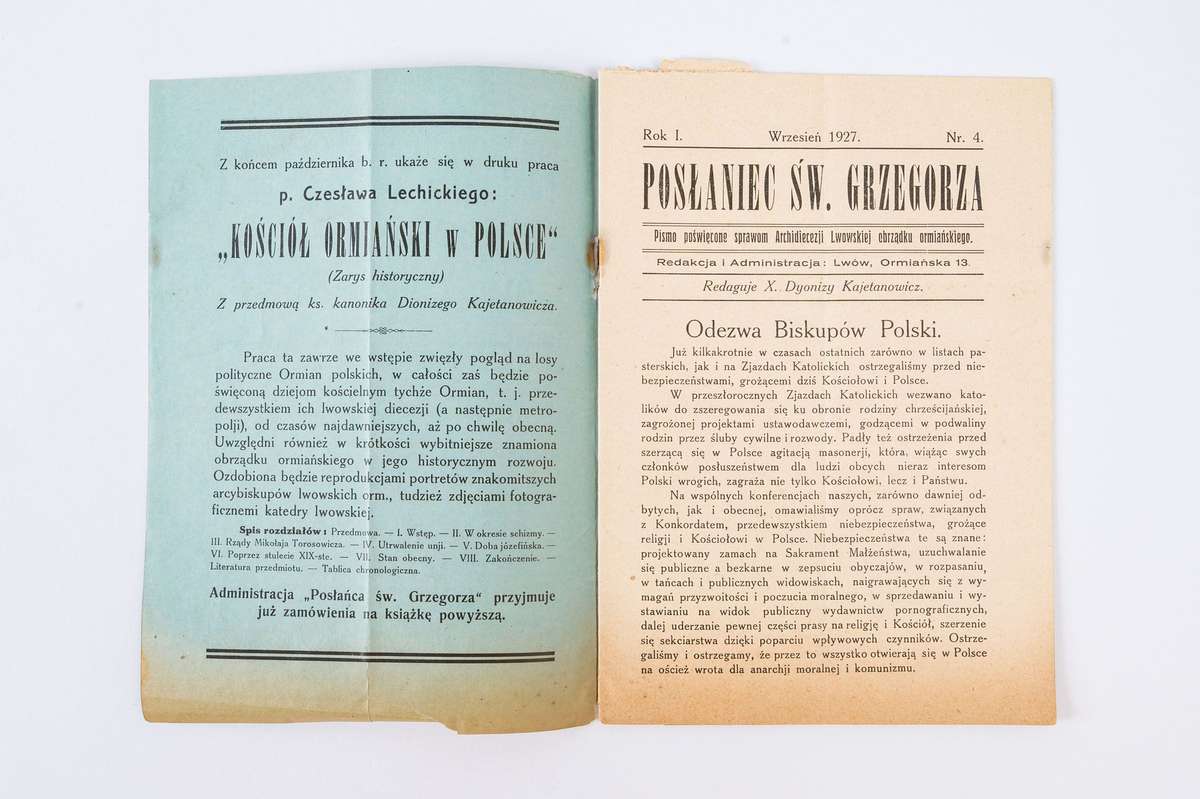 Z końcem października b. r. ukaże się w druku praca
p. Czesława Lechickiego:
„KOŚCIÓŁ ORMIAŃSKI w POLSCE“
(Zarys historyczny)
Z przedmową ks. kanonika Dionizego Kajetanowicza.
Praca ta zawrze we wstępie zwięzły pogląd na losy
polityczne Ormian polskich, w całości zaś będzie po-
święconą dziejom kościelnym tychże Ormian, t. j. prze-
dewszystkiem ich lwowskiej diecezji (a następnie metro-
polji), od czasów najdawniejszych, aż po chwilę obecną.
Uwzględni również w krótkości wybitniejsze znamiona
obrządku ormiańskiego w jego historycznym rozwoju.
Ozdobiona będzie reprodukcjami portretów znakomitszych
arcybiskupów lwowskich orm., tudzież zdjęciami fotogra-
ficznemi katedry lwowskiej.
Spis rozdziałów: Przedmowa. — I. Wstęp. — II. W okresie schizmy. —
III. Rządy Mikołaja Torosowicza. — IV. Utrwalenie unji. — V. Doba józefińska. —
VI. Poprzez stulecie XIX-ste. — VII. Stan obecny. — VIII. Zakończenie. —
Literatura przedmiotu. — Tablica chronologiczna.
Administracja „Posłańca św. Grzegorza“ przyjmuje
już zamówienia na książkę powyższą.
Rok I. Wrzesień 1927. Nr. 4.
POSŁANIEC ŚW. GRZEGORZA
Pismo poświęcone sprawom Archidiecezji Lwowskiej obrządku ormiańskiego.
Redakcja i Administracja: Lwów, Ormiańska 13.
Redaguje X. Dyonizy Kajetanowicz.
Odezwa Biskupów Polski.
Już kilkakrotnie w czasach ostatnich zarówno w listach pa-
sterskich, jak i na Zjazdach Katolickich ostrzegaliśmy przed nie-
bezpieczeństwami, grożącemi dziś Kościołowi i Polsce.
W przeszłorocznych Zjazdach Katolickich wezwano kato-
lików do zszeregowania się ku obronie rodziny chrześcijańskiej,
zagrożonej projektami ustawodawczemi, godzącemi w podwaliny
rodzin przez śluby cywilne i rozwody. Padły też ostrzeżenia przed
szerzącą się w Polsce agitacją masonerji, która, wiążąc swych
członków posłuszeństwem dla ludzi obcych nieraz interesom
Polski wrogich, zagraża nie tylko Kościołowi, lecz i Państwu.
Na wspólnych konferencjach naszych, zarówno dawniej od-
bytych, jak i obecnej, omawialiśmy oprócz spraw, związanych
z Konkordatem, przedewszystkiem niebezpieczeństwa, grożące
religji i Kościołowi w Polsce. Niebezpieczeństwa te są znane:
projektowany zamach na Sakrament Małżeństwa, uzuchwalanie
się publiczne a bezkarne w zepsuciu obyczajów, w rozpasaniu,
w tańcach i publicznych widowiskach, naigrawających się z wy-
magań przyzwoitości i poczucia moralnego, w sprzedawaniu i wy-
stawianiu na widok publiczny wydawnictw pornograficznych,
dalej uderzanie pewnej części prasy na religję i Kościół, szerzenie
się sekciarstwa dzięki poparciu wpływowych czynników. Ostrze-
galiśmy i ostrzegamy, że przez to wszystko otwierają się w Polsce
na oścież wrota dla anarchji moralnej i komunizmu.